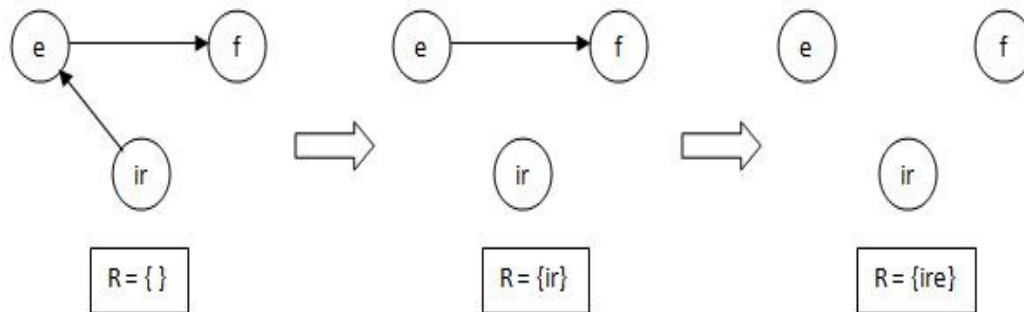 e f e f e f
ir ir ir
R = { } R = {ir} R = {ire}